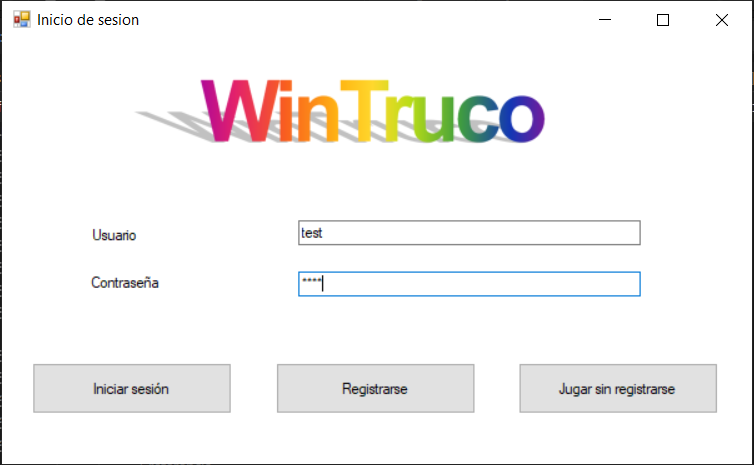 Inicio de sesion
WinTruco
Usuario
test
Contraseña
****
Iniciar sesión
Registrarse
Jugar sin registrarse